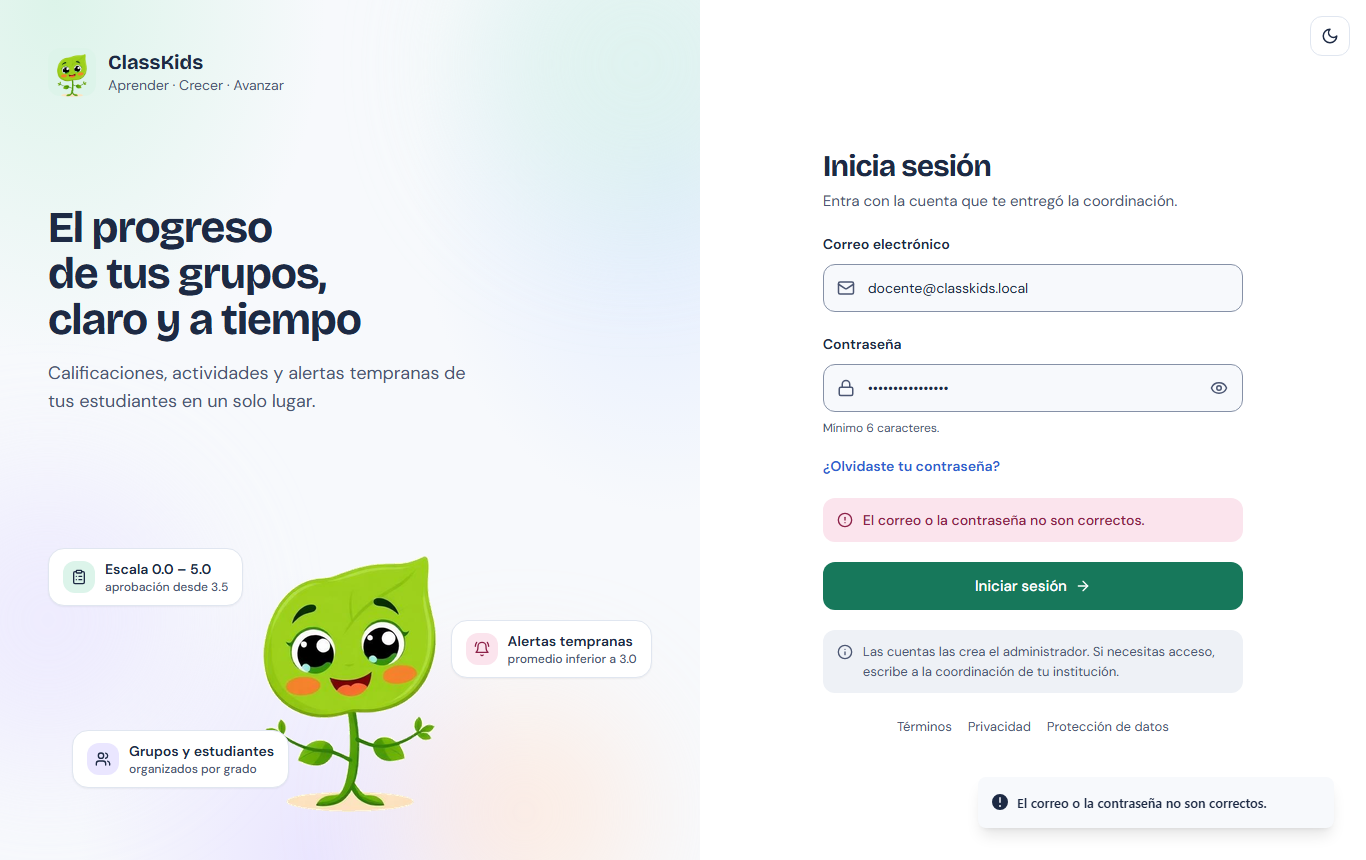 ClassKids
Aprender · Crecer · Avanzar
El progreso
de tus grupos,
claro y a tiempo
Calificaciones, actividades y alertas tempranas de
tus estudiantes en un solo lugar.
Escala 0.0 – 5.0
aprobación desde 3.5
Alertas tempranas
promedio inferior a 3.0
Grupos y estudiantes
organizados por grado
Inicia sesión
Entra con la cuenta que te entregó la coordinación.
Correo electrónico
docente@classkids.local
Contraseña
••••••••••••••••
Mínimo 6 caracteres.
¿Olvidaste tu contraseña?
El correo o la contraseña no son correctos.
Iniciar sesión →
Las cuentas las crea el administrador. Si necesitas acceso,
escribe a la coordinación de tu institución.
Términos Privacidad Protección de datos
El correo o la contraseña no son correctos.